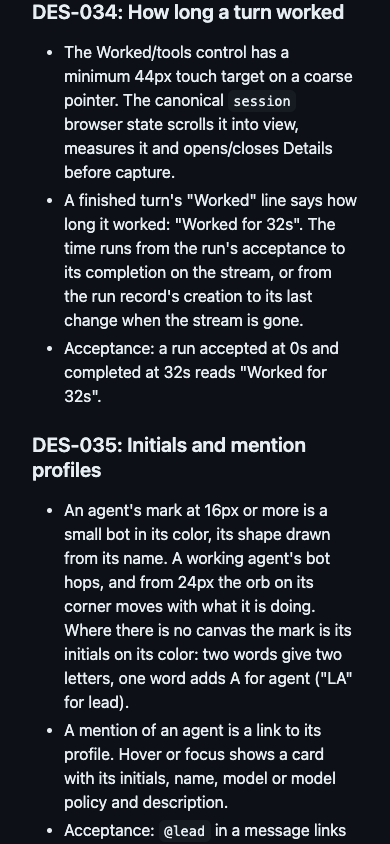 DES-034: How long a turn worked
• The Worked/tools control has a
minimum 44px touch target on a coarse
pointer. The canonical session
browser state scrolls it into view,
measures it and opens/closes Details
before capture.
• A finished turn's "Worked" line says how
long it worked: "Worked for 32s". The
time runs from the run's acceptance to
its completion on the stream, or from
the run record's creation to its last
change when the stream is gone.
• Acceptance: a run accepted at 0s and
completed at 32s reads "Worked for
32s".
DES-035: Initials and mention
profiles
• An agent's mark at 16px or more is a
small bot in its color, its shape drawn
from its name. A working agent's bot
hops, and from 24px the orb on its
corner moves with what it is doing.
Where there is no canvas the mark is its
initials on its color: two words give two
letters, one word adds A for agent ("LA"
for lead).
• A mention of an agent is a link to its
profile. Hover or focus shows a card
with its initials, name, model or model
policy and description.
• Acceptance: @lead in a message links